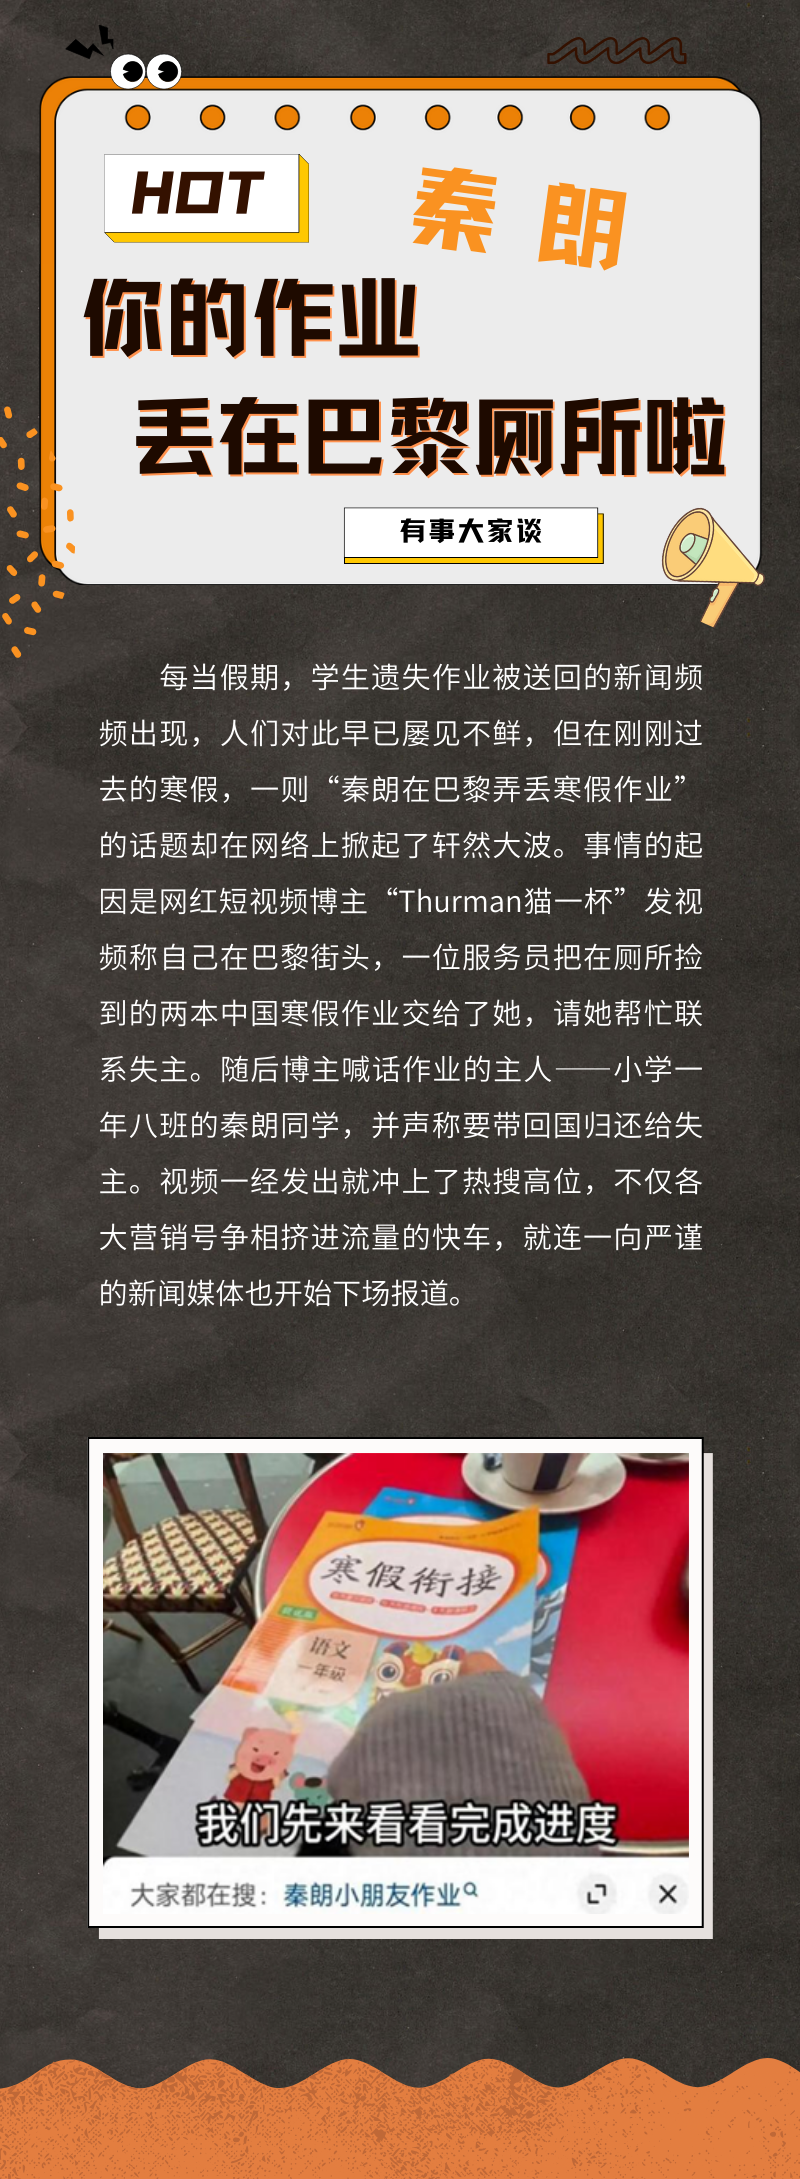 HOT
秦朗
你的作业
丢在巴黎厕所啦
有事大家谈
每当假期，学生遗失作业被送回的新闻频
频出现，人们对此早已屡见不鲜，但在刚刚过
去的寒假，一则“秦朗在巴黎弄丢寒假作业”
的话题却在网络上掀起了轩然大波。事情的起
因是网红短视频博主“Thurman猫一杯”发视
频称自己在巴黎街头，一位服务员把在厕所捡
到的两本中国寒假作业交给了她，请她帮忙联
系失主。随后博主喊话作业的主人——小学一
年八班的秦朗同学，并声称要带回国归还给失
主。视频一经发出就冲上了热搜高位，不仅各
大营销号争相挤进流量的快车，就连一向严谨
的新闻媒体也开始下场报道。
寒假衔接
语文
一年级
我们先来看看完成进度
大家都在搜：秦朗小朋友作业